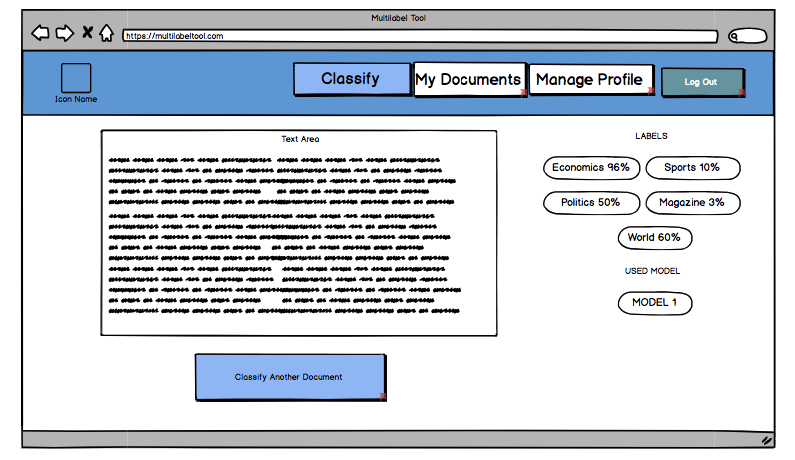 Multilabel Tool
https://multilabeltool.com
Icon Name
Classify
My Documents
Manage Profile
Log Out
Text Area
LABELS
Economics 96%
Sports 10%
Politics 50%
Magazine 3%
World 60%
USED MODEL
MODEL 1
Classify Another Document